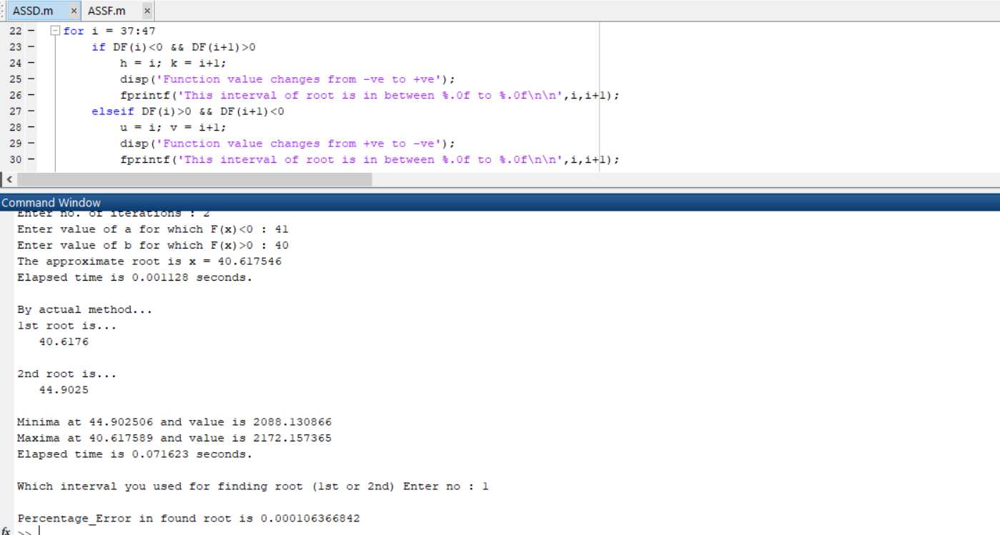 ASSD.m × ASSF.m ×
22 − for i = 37:47
23 − if DF(i)<0 && DF(i+1)>0
24 − h = i; k = i+1;
25 − disp('Function value changes from -ve to +ve');
26 − fprintf('This interval of root is in between %.0f to %.0f\n\n',i,i+1);
27 − elseif DF(i)>0 && DF(i+1)<0
28 − u = i; v = i+1;
29 − disp('Function value changes from +ve to -ve');
30 − fprintf('This interval of root is in between %.0f to %.0f\n\n',i,i+1);
Command Window
Enter no. of iterations : 2
Enter value of a for which F(x)<0 : 41
Enter value of b for which F(x)>0 : 40
The approximate root is x = 40.617546
Elapsed time is 0.001128 seconds.
By actual method...
1st root is...
40.6176
2nd root is...
44.9025
Minima at 44.902506 and value is 2088.130866
Maxima at 40.617589 and value is 2172.157365
Elapsed time is 0.071623 seconds.
Which interval you used for finding root (1st or 2nd) Enter no : 1
Percentage_Error in found root is 0.000106366842
fx >>